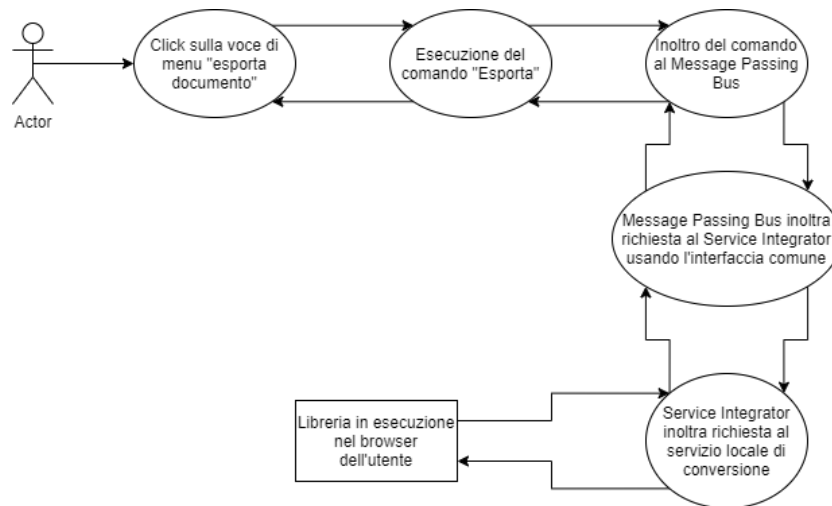 Click sulla voce di
menu "esporta
documento"
Esecuzione del
comando "Esporta"
Inoltro del comando
al Message Passing
Bus
Actor
Message Passing Bus inoltra
richiesta al Service Integrator
usando l'interfaccia comune
Libreria in esecuzione
nel browser
dell'utente
Service Integrator
inoltra richiesta al
servizio locale di
conversione